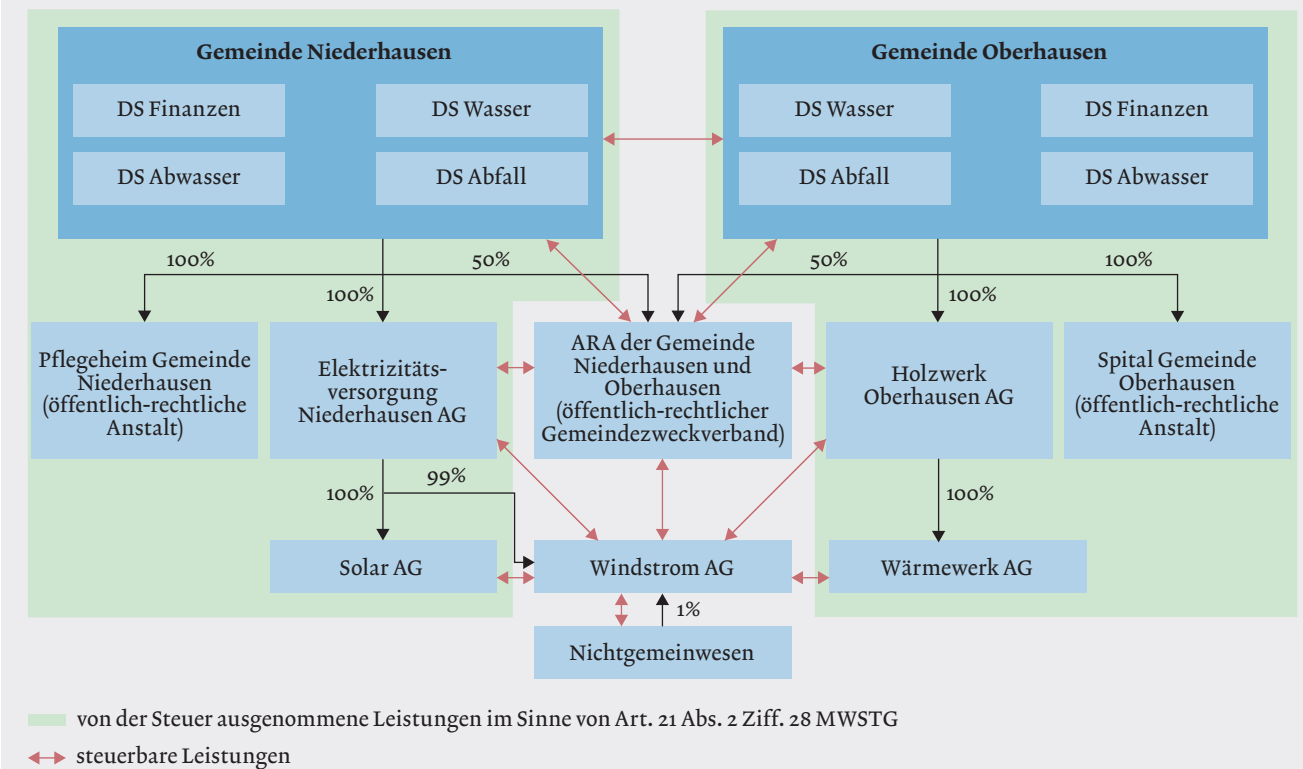 Gemeinde Niederhausen
DS Finanzen
DS Wasser
DS Abwasser
DS Abfall
Gemeinde Oberhausen
DS Wasser
DS Finanzen
DS Abfall
DS Abwasser
100%
50%
100%
50%
100%
100%
Pflegeheim Gemeinde
Niederhausen
(öffentlich-rechtliche
Anstalt)
Elektrizitäts-
versorgung
Niederhausen AG
ARA der Gemeinde
Niederhausen und
Oberhausen
(öffentlich-rechtlicher
Gemeindezweckverband)
Holzwerk
Oberhausen AG
Spital Gemeinde
Oberhausen
(öffentlich-rechtliche
Anstalt)
100%
99%
100%
Solar AG
Windstrom AG
Wärmewerk AG
1%
Nichtgemeinwesen
von der Steuer ausgenommene Leistungen im Sinne von Art. 21 Abs. 2 Ziff. 28 MWSTG
steuerbare Leistungen